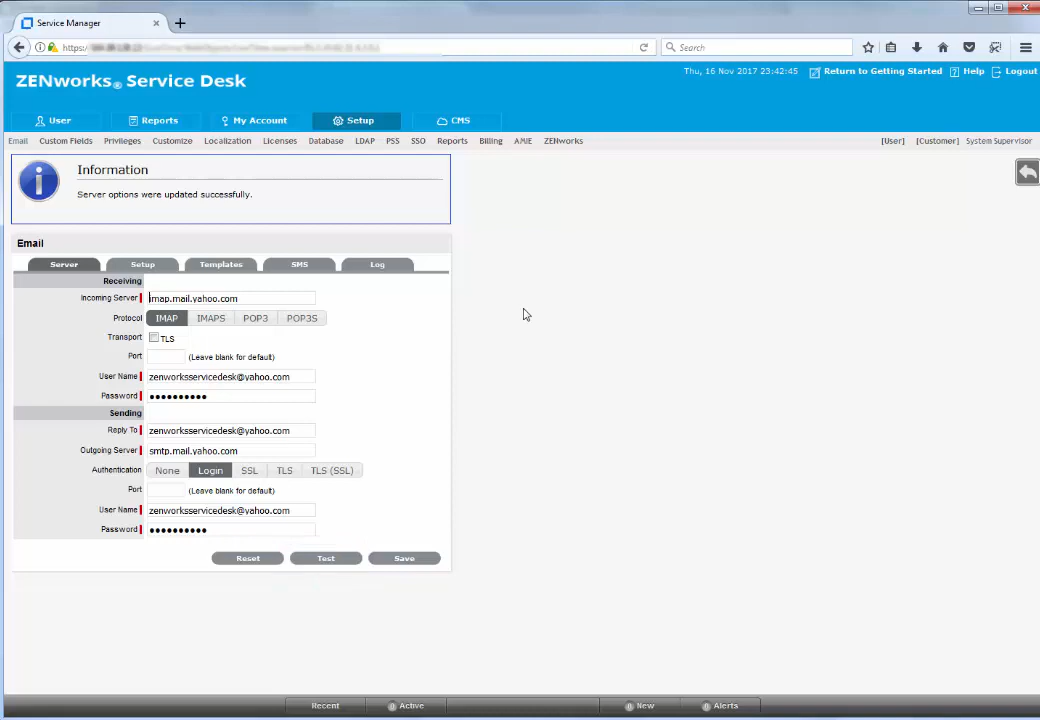 Service Manager
https:
Search
Thu, 16 Nov 2017 23:42:45 Return to Getting Started Help Logout
ZENworks® Service Desk
User Reports My Account Setup CMS
Email Custom Fields Privileges Customize Localization Licenses Database LDAP PSS SSO Reports Billing AMIE ZENworks [User] [Customer] System Supervisor
Information
Server options were updated successfully.
Email
Server Setup Templates SMS Log
Receiving
Incoming Server imap.mail.yahoo.com
Protocol IMAP IMAPS POP3 POP3S
Transport TLS
Port (Leave blank for default)
User Name zenworksservicedesk@yahoo.com
Password ●●●●●●●●●●
Sending
Reply To zenworksservicedesk@yahoo.com
Outgoing Server smtp.mail.yahoo.com
Authentication None Login SSL TLS TLS (SSL)
Port (Leave blank for default)
User Name zenworksservicedesk@yahoo.com
Password ●●●●●●●●●●
Reset Test Save
Recent 0 Active 0 New 0 Alerts